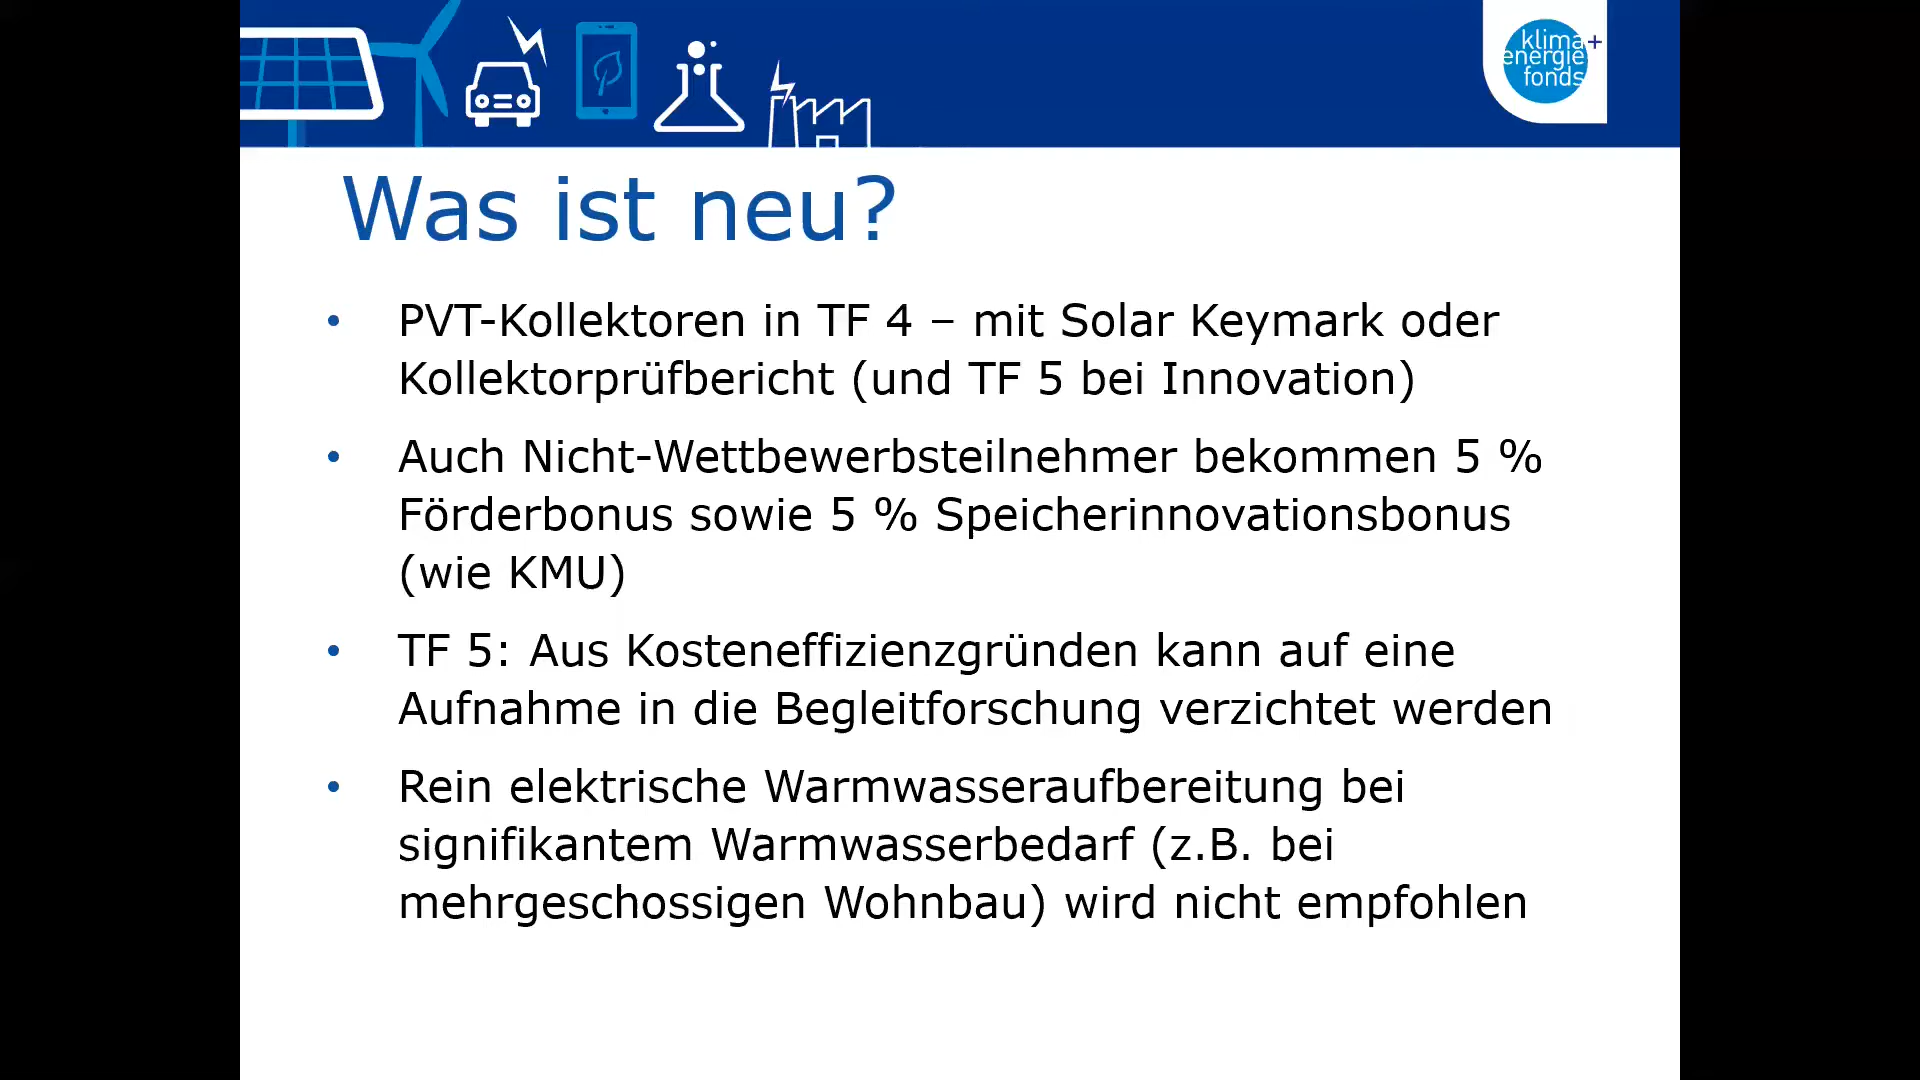 klima+
energie
fonds
Was ist neu?
• PVT-Kollektoren in TF 4 – mit Solar Keymark oder
Kollektorprüfbericht (und TF 5 bei Innovation)
• Auch Nicht-Wettbewerbsteilnehmer bekommen 5 %
Förderbonus sowie 5 % Speicherinnovationsbonus
(wie KMU)
• TF 5: Aus Kosteneffizienzgründen kann auf eine
Aufnahme in die Begleitforschung verzichtet werden
• Rein elektrische Warmwasseraufbereitung bei
signifikantem Warmwasserbedarf (z.B. bei
mehrgeschossigen Wohnbau) wird nicht empfohlen